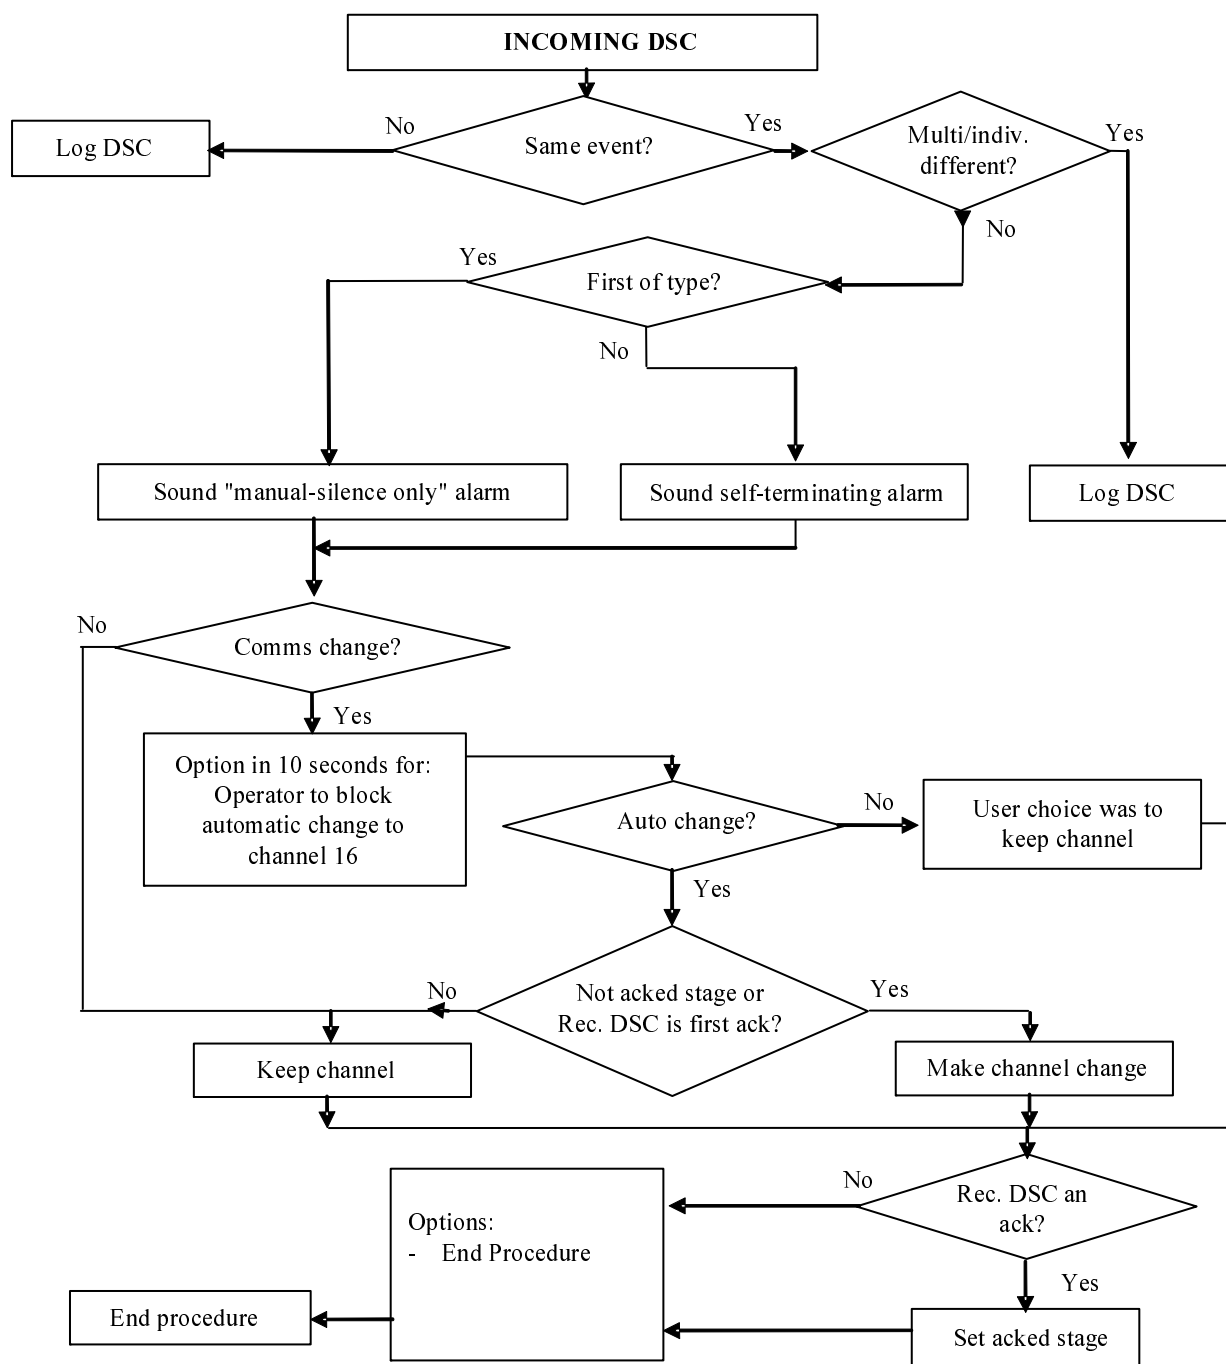 INCOMING DSC
No
Yes
Yes
Log DSC
Same event?
Multi/indiv.
different?
No
Yes
First of type?
No
Sound "manual-silence only" alarm
Sound self-terminating alarm
Log DSC
No
Comms change?
Yes
Option in 10 seconds for:
Operator to block
automatic change to
channel 16
Auto change?
No
User choice was to
keep channel
Yes
No
Not acked stage or
Rec. DSC is first ack?
Yes
Keep channel
Make channel change
No
Rec. DSC an
ack?
Options:
- End Procedure
Yes
End procedure
Set acked stage